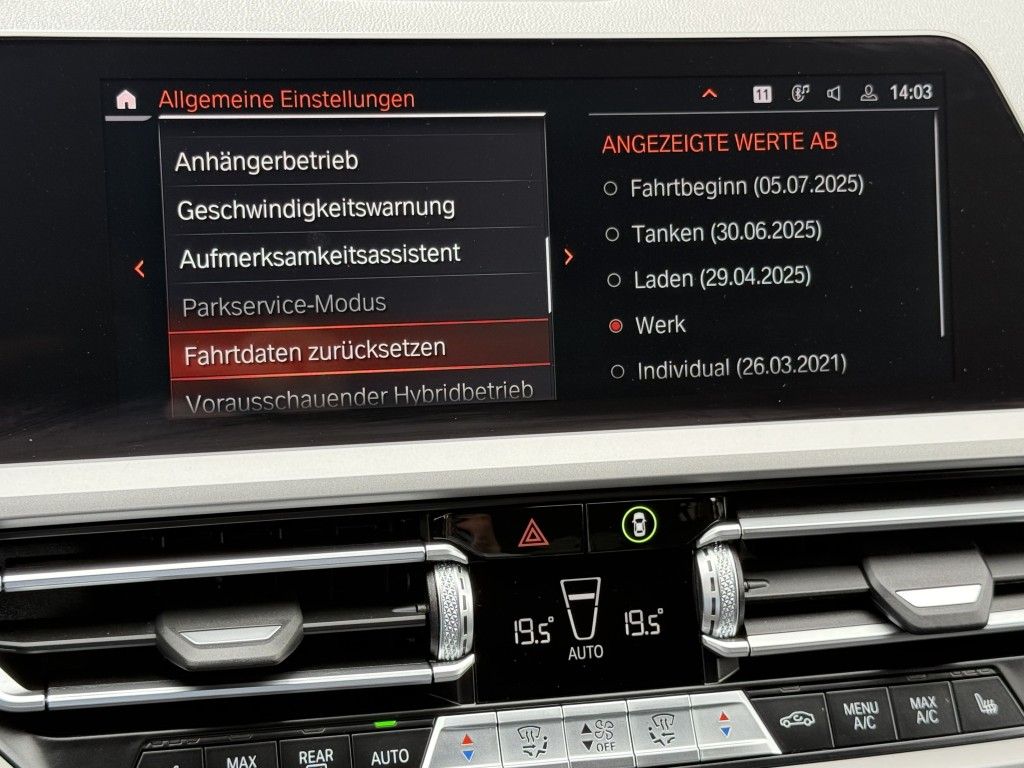 Allgemeine Einstellungen
11
14:03
Anhängerbetrieb
Geschwindigkeitswarnung
Aufmerksamkeitsassistent
Parkservice-Modus
Fahrtdaten zurücksetzen
Vorausschauender Hybridbetrieb
ANGEZEIGTE WERTE AB
Fahrtbeginn (05.07.2025)
Tanken (30.06.2025)
Laden (29.04.2025)
Werk
Individual (26.03.2021)
19.5°
19.5°
AUTO
MAX
REAR
AUTO
OFF
MENU
A/C
MAX
A/C